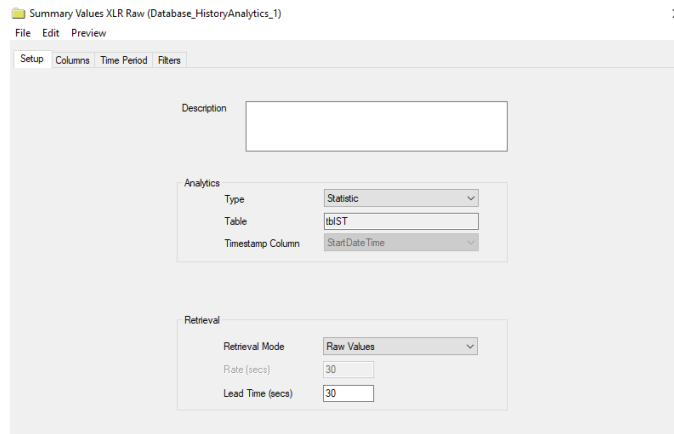 Summary Values XLR Raw (Database_HistoryAnalytics_1)
File Edit Preview
Setup Columns Time Period Filters
Description
Analytics
Type Statistic
Table tblST
Timestamp Column StartDateTime
Retrieval
Retrieval Mode Raw Values
Rate (secs) 30
Lead Time (secs) 30